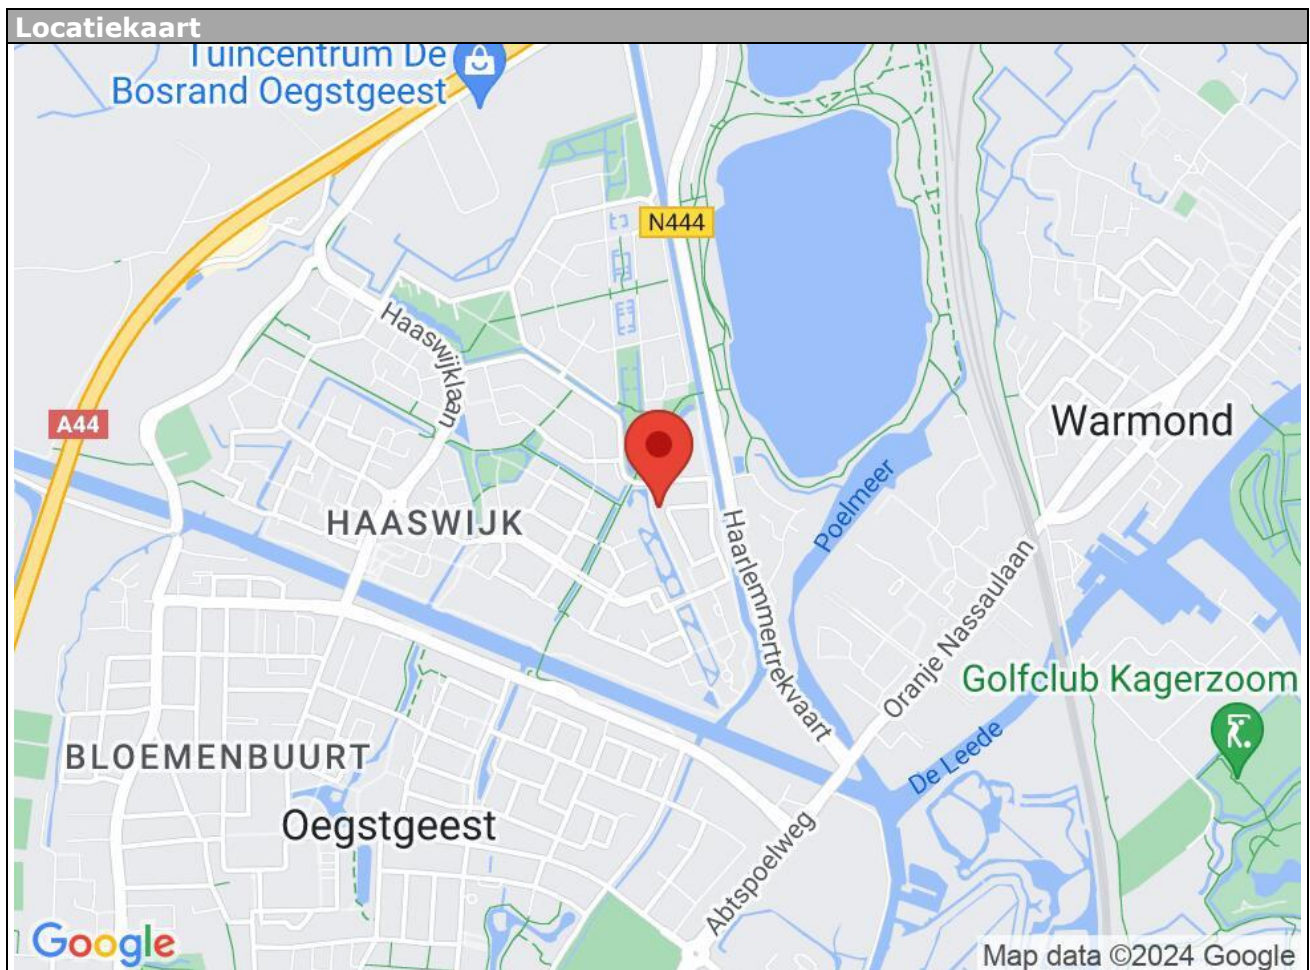 Locatiekaart
Tuincentrum De
Bosrand Oegstgeest
N444
Haaswijklaan
A44
Warmond
Poelmeer
HAASWIJK
Haarlemmertrekvaart
Oranje Nassaulaan
Golfclub Kagerzoom
De Leede
BLOEMENBUURT
Oegstgeest
Abtspoelweg
Google
Map data ©2024 Google